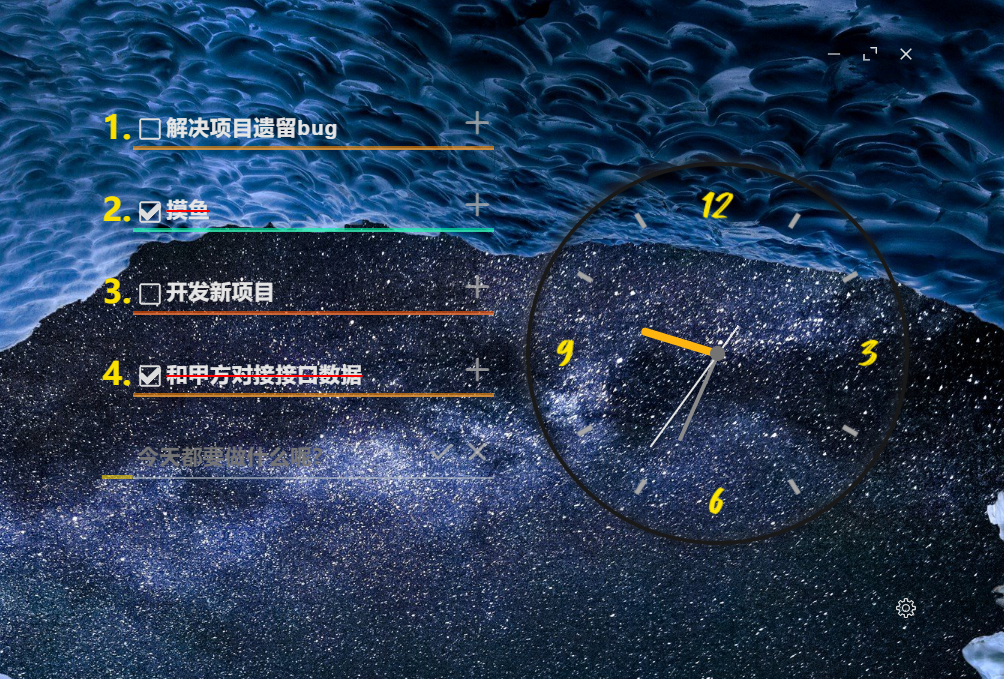 1. 解决项目遗留bug
2. 摸鱼
3. 开发新项目
4. 和甲方对接接口数据
今天都要做什么呢?
12
9 3
6